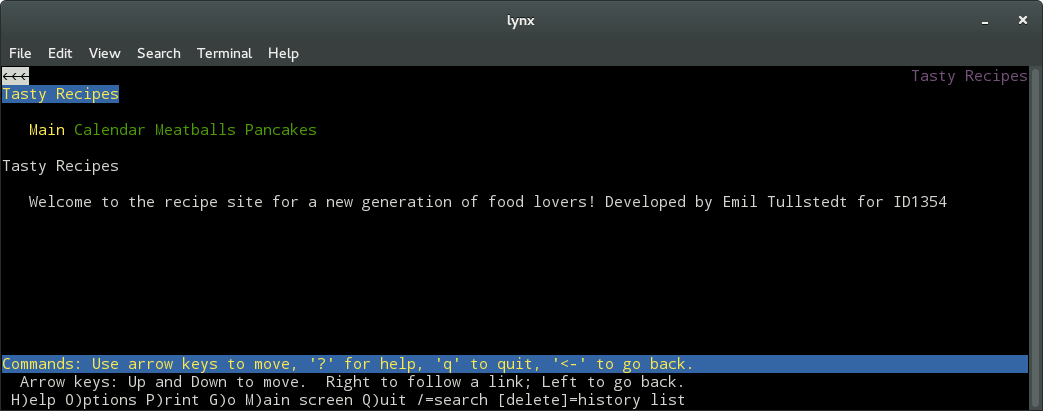 lynx
File Edit View Search Terminal Help
←←← Tasty Recipes
Tasty Recipes
Main Calendar Meatballs Pancakes
Tasty Recipes
Welcome to the recipe site for a new generation of food lovers! Developed by Emil Tullstedt for ID1354
Commands: Use arrow keys to move, '?' for help, 'q' to quit, '<-' to go back.
Arrow keys: Up and Down to move.  Right to follow a link; Left to go back.
H)elp O)ptions P)rint G)o M)ain screen Q)uit /=search [delete]=history list